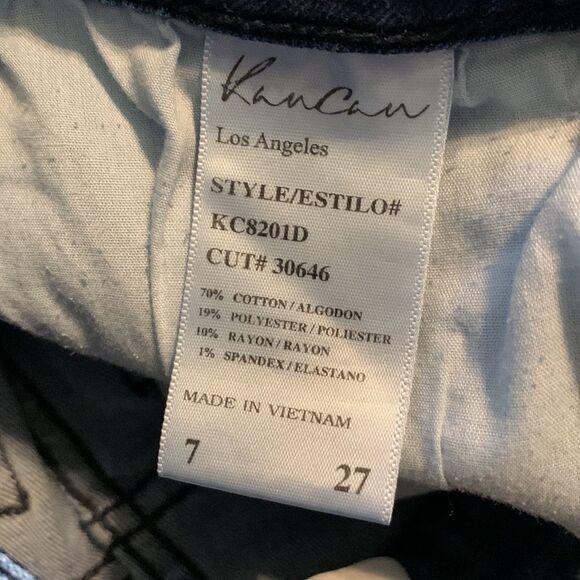 KanCan
Los Angeles
STYLE/ESTILO#
KC8201D
CUT# 30646
70% COTTON/ALGODON
19% POLYESTER/POLIESTER
10% RAYON/RAYON
1% SPANDEX/ELASTANO
MADE IN VIETNAM
7 27